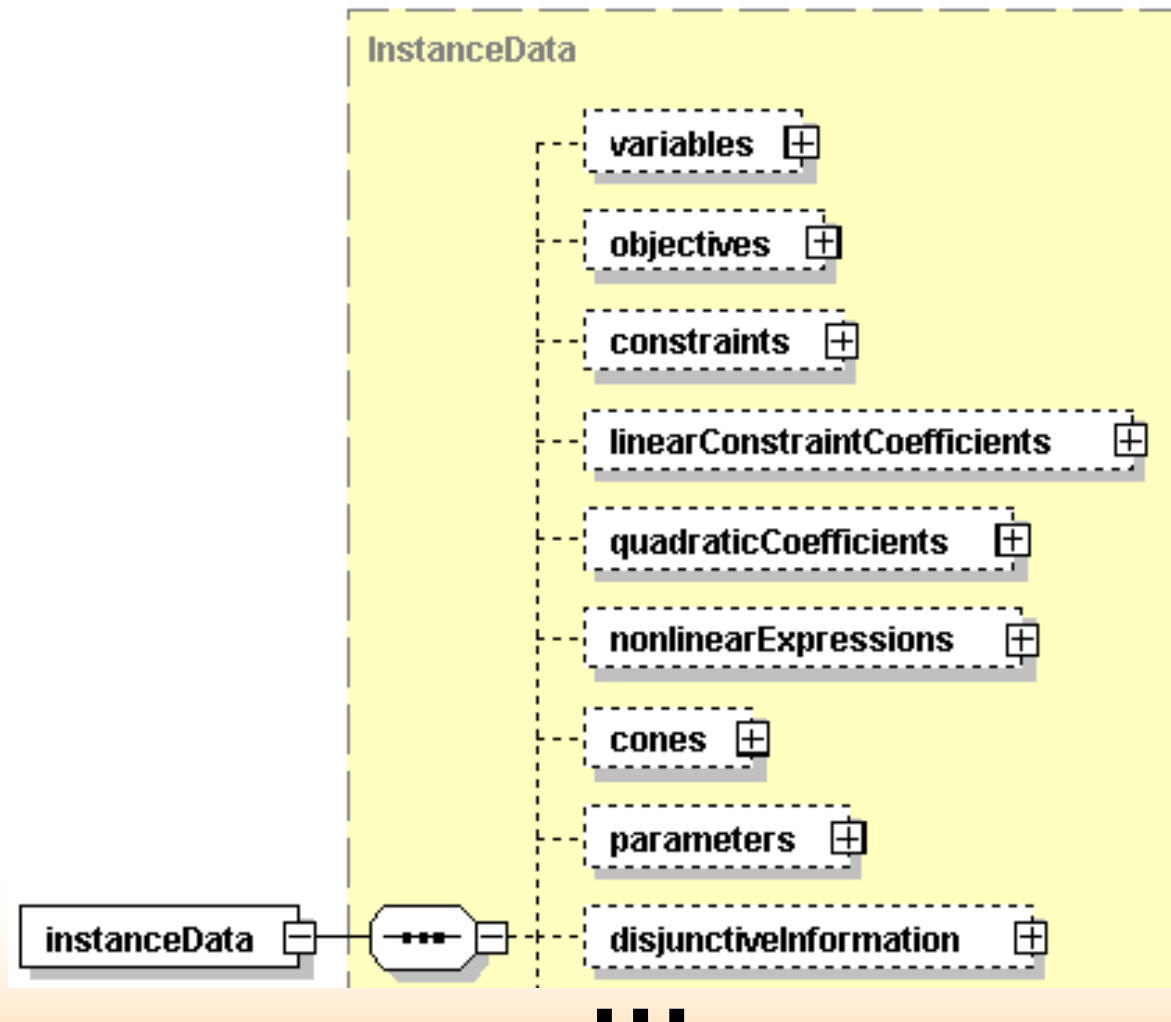 InstanceData
variables
objectives
constraints
linearConstraintCoefficients
quadraticCoefficients
nonlinearExpressions
cones
parameters
instanceData
disjunctiveInformation
...